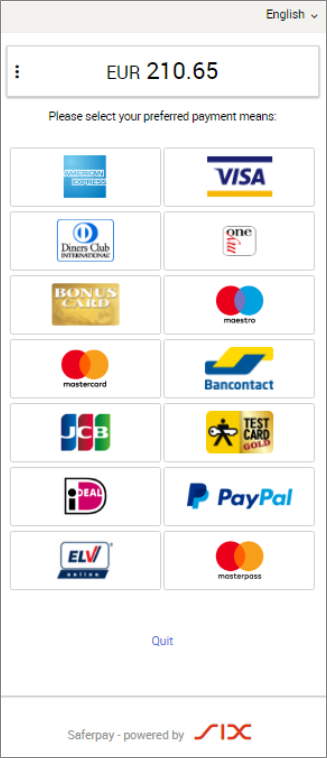 English
EUR 210.65
Please select your preferred payment means:
AMERICAN EXPRESS
VISA
Diners Club
INTERNATIONAL
my one
BONUS
CARD
maestro
mastercard
Bancontact
JCB
TEST
CARD
GOLD
iDEAL
PayPal
ELV
online
masterpass
Quit
Saferpay - powered by SIX